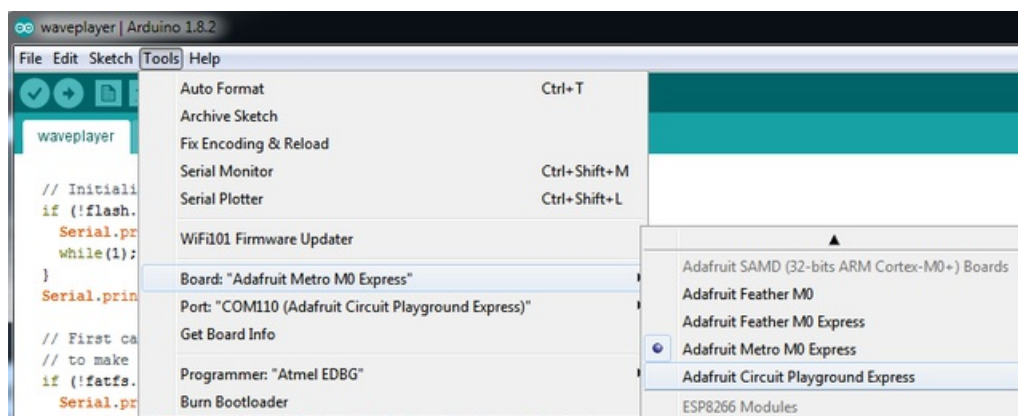 waveplayer | Arduino 1.8.2
File Edit Sketch Tools Help
waveplayer
Auto Format Ctrl+T
Archive Sketch
Fix Encoding & Reload
Serial Monitor Ctrl+Shift+M
Serial Plotter Ctrl+Shift+L
WiFi101 Firmware Updater
Board: "Adafruit Metro M0 Express"
Port: "COM110 (Adafruit Circuit Playground Express)"
Get Board Info
Programmer: "Atmel EDBG"
Burn Bootloader
Adafruit SAMD (32-bits ARM Cortex-M0+) Boards
Adafruit Feather M0
Adafruit Feather M0 Express
Adafruit Metro M0 Express
Adafruit Circuit Playground Express
ESP8266 Modules
// Initiali
if (!flash.
Serial.pr
while(1);
}
Serial.prin
// First ca
// to make
if (!fatfs.
Serial.pr